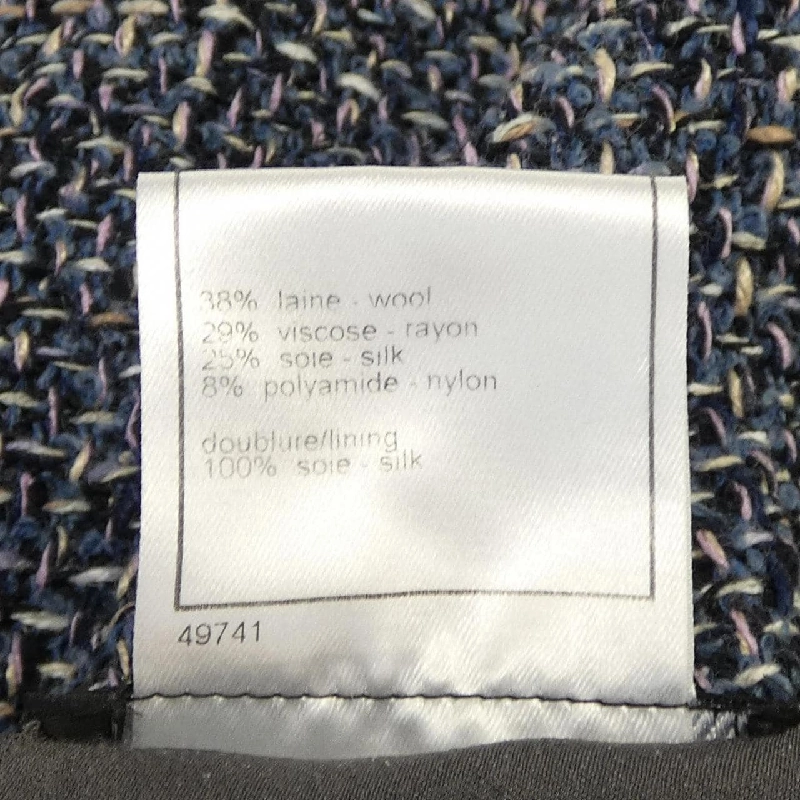 38% laine - wool
29% viscose - rayon
25% soie - silk
8% polyamide - nylon
doublure/lining
100% soie - silk
49741